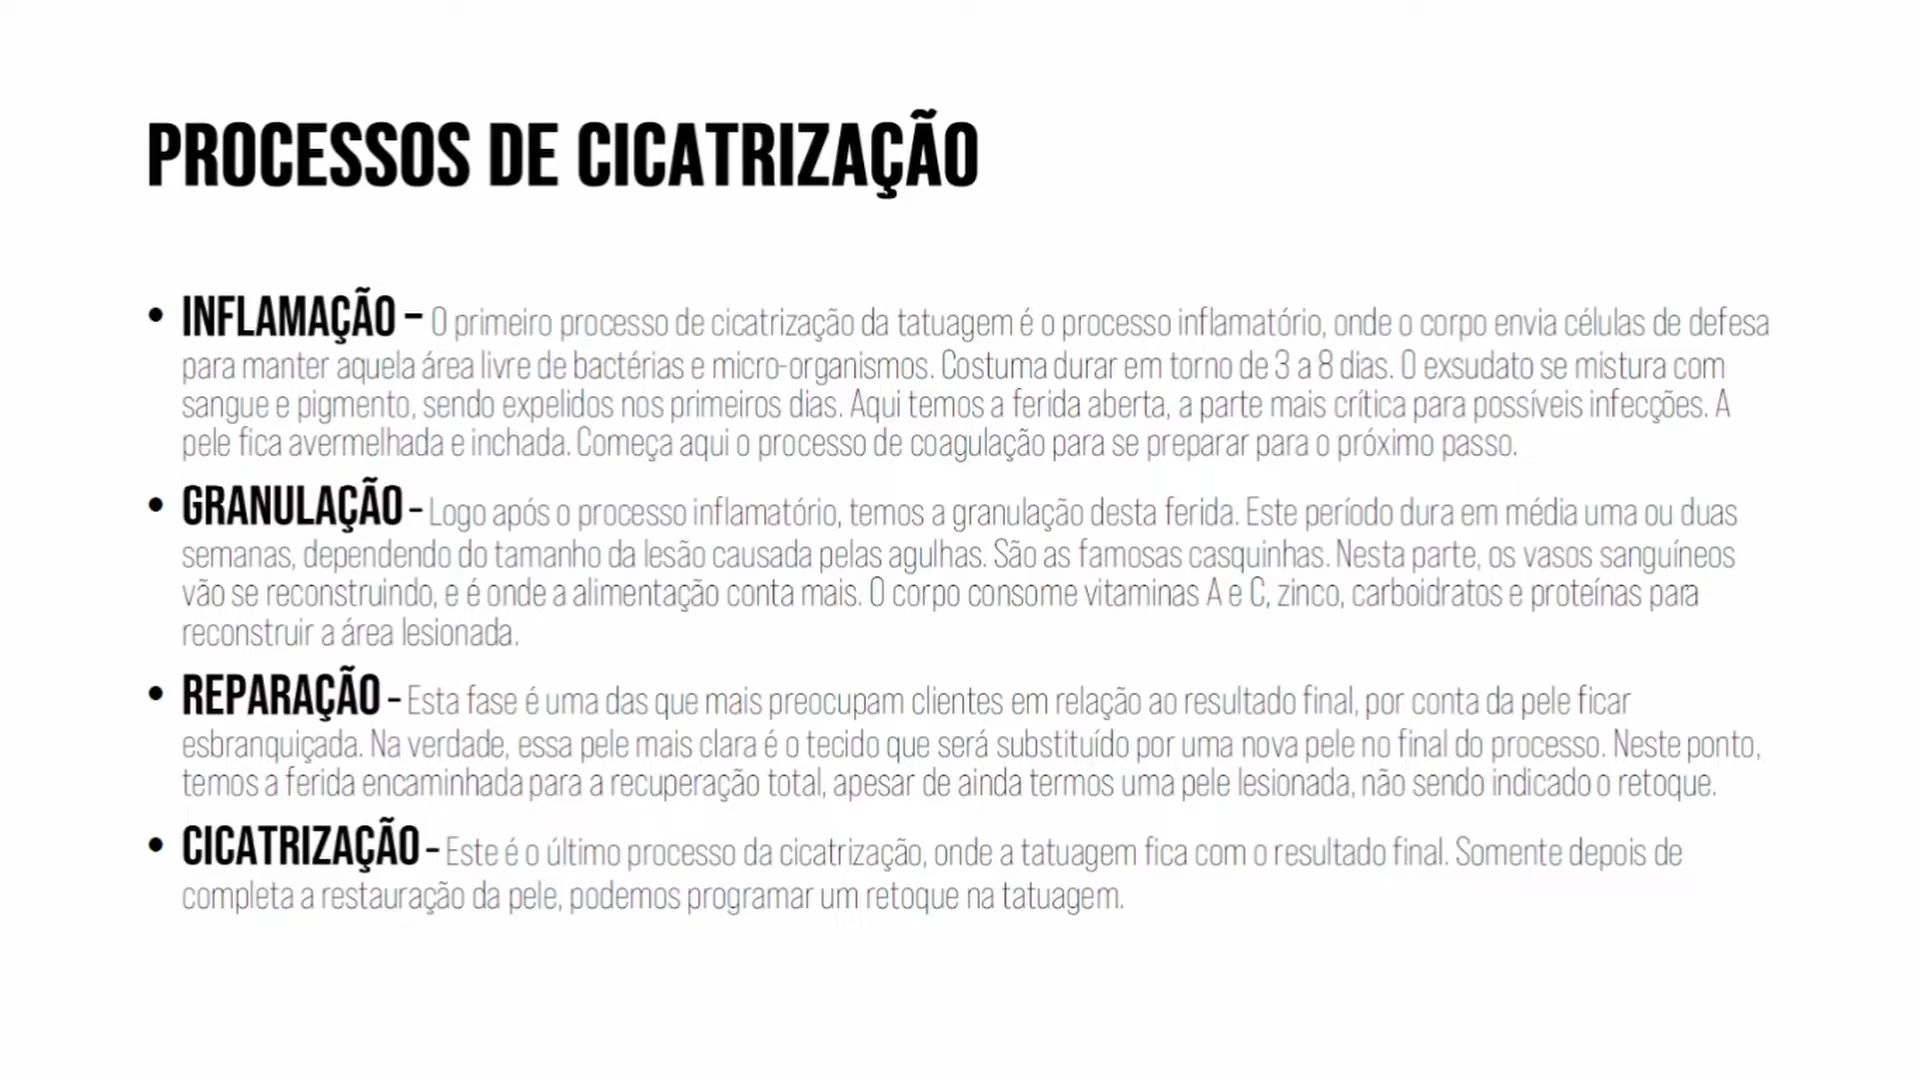 PROCESSOS DE CICATRIZAÇÃO
• INFLAMAÇÃO – O primeiro processo de cicatrização da tatuagem é o processo inflamatório, onde o corpo envia células de defesa
para manter aquela área livre de bactérias e micro-organismos. Costuma durar em torno de 3 a 8 dias. O exsudato se mistura com
sangue e pigmento, sendo expelidos nos primeiros dias. Aqui temos a ferida aberta, a parte mais crítica para possíveis infecções. A
pele fica avermelhada e inchada. Começa aqui o processo de coagulação para se preparar para o próximo passo.
• GRANULAÇÃO – Logo após o processo inflamatório, temos a granulação desta ferida. Este período dura em média uma ou duas
semanas, dependendo do tamanho da lesão causada pelas agulhas. São as famosas casquinhas. Nesta parte, os vasos sanguíneos
vão se reconstruindo, e é onde a alimentação conta mais. O corpo consome vitaminas A e C, zinco, carboidratos e proteínas para
reconstruir a área lesionada.
• REPARAÇÃO – Esta fase é uma das que mais preocupam clientes em relação ao resultado final, por conta da pele ficar
esbranquiçada. Na verdade, essa pele mais clara é o tecido que será substituído por uma nova pele no final do processo. Neste ponto,
temos a ferida encaminhada para a recuperação total, apesar de ainda termos uma pele lesionada, não sendo indicado o retoque.
• CICATRIZAÇÃO – Este é o último processo da cicatrização, onde a tatuagem fica com o resultado final. Somente depois de
completa a restauração da pele, podemos programar um retoque na tatuagem.